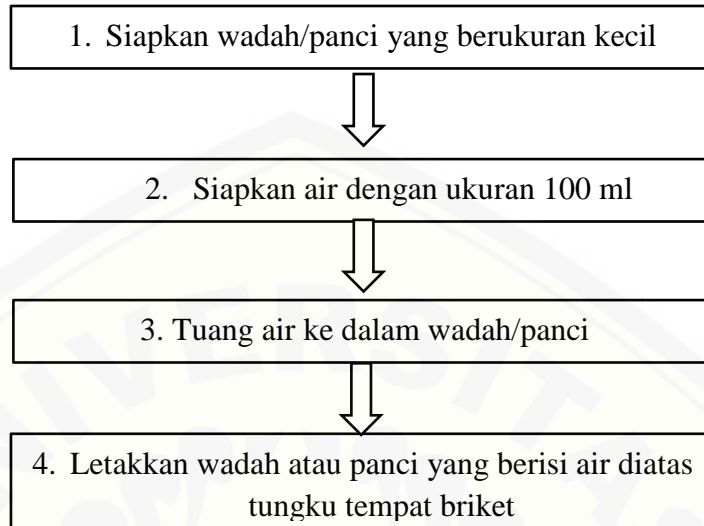 1. Siapkan wadah/panci yang berukuran kecil
2. Siapkan air dengan ukuran 100 ml
3. Tuang air ke dalam wadah/panci
4. Letakkan wadah atau panci yang berisi air diatas
tungku tempat briket